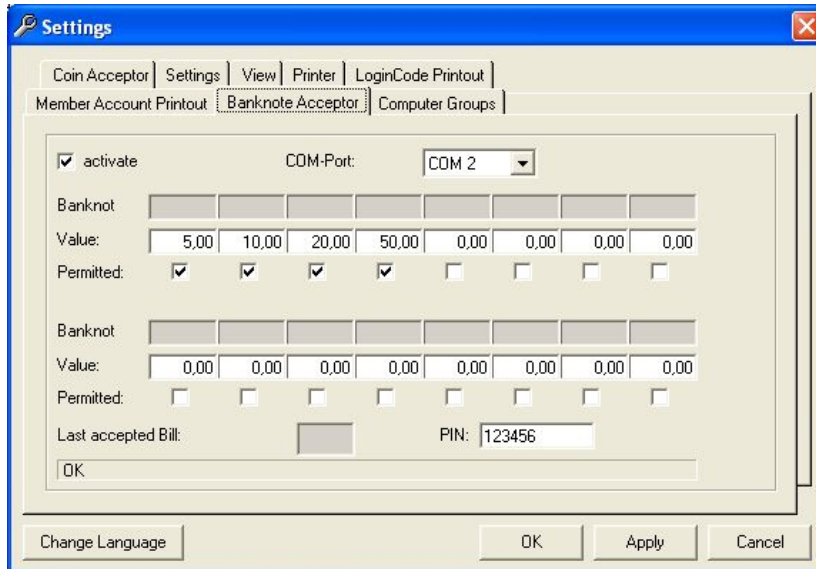 Settings
Coin Acceptor Settings View Printer LoginCode Printout
Member Account Printout Banknote Acceptor Computer Groups
activate COM-Port: COM 2
Banknot
Value: 5,00 10,00 20,00 50,00 0,00 0,00 0,00 0,00
Permitted:
Banknot
Value: 0,00 0,00 0,00 0,00 0,00 0,00 0,00 0,00
Permitted:
Last accepted Bill: PIN: 123456
OK
Change Language OK Apply Cancel